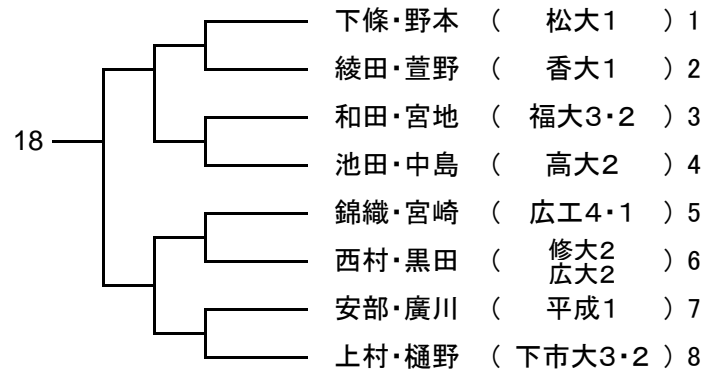 下條・野本 ( 松大1 ) 1
綾田・萱野 ( 香大1 ) 2
和田・宮地 ( 福大3・2 ) 3
18
池田・中島 ( 高大2 ) 4
錦織・宮崎 ( 広工4・1 ) 5
西村・黒田 ( 修大2 広大2 ) 6
安部・廣川 ( 平成1 ) 7
上村・樋野 ( 下市大3・2 ) 8